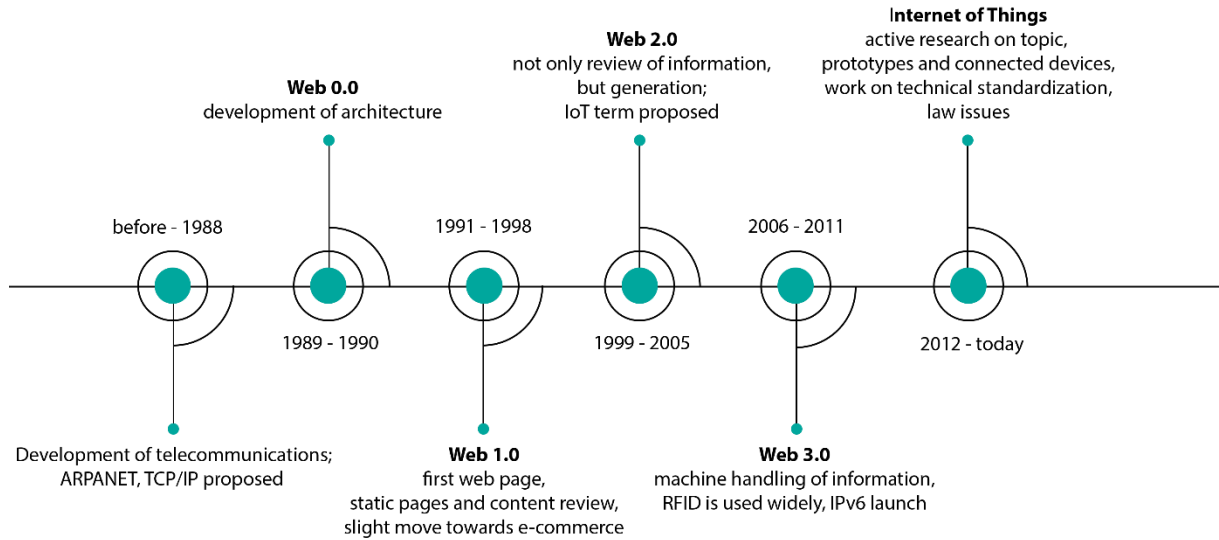 before - 1988
Development of telecommunications;
ARPANET, TCP/IP proposed
Web 0.0
development of architecture
1989 - 1990
1991 - 1998
Web 1.0
first web page,
static pages and content review,
slight move towards e-commerce
Web 2.0
not only review of information,
but generation;
IoT term proposed
1999 - 2005
2006 - 2011
Web 3.0
machine handling of information,
RFID is used widely, IPv6 launch
Internet of Things
active research on topic,
prototypes and connected devices,
work on technical standardization,
law issues
2012 - today